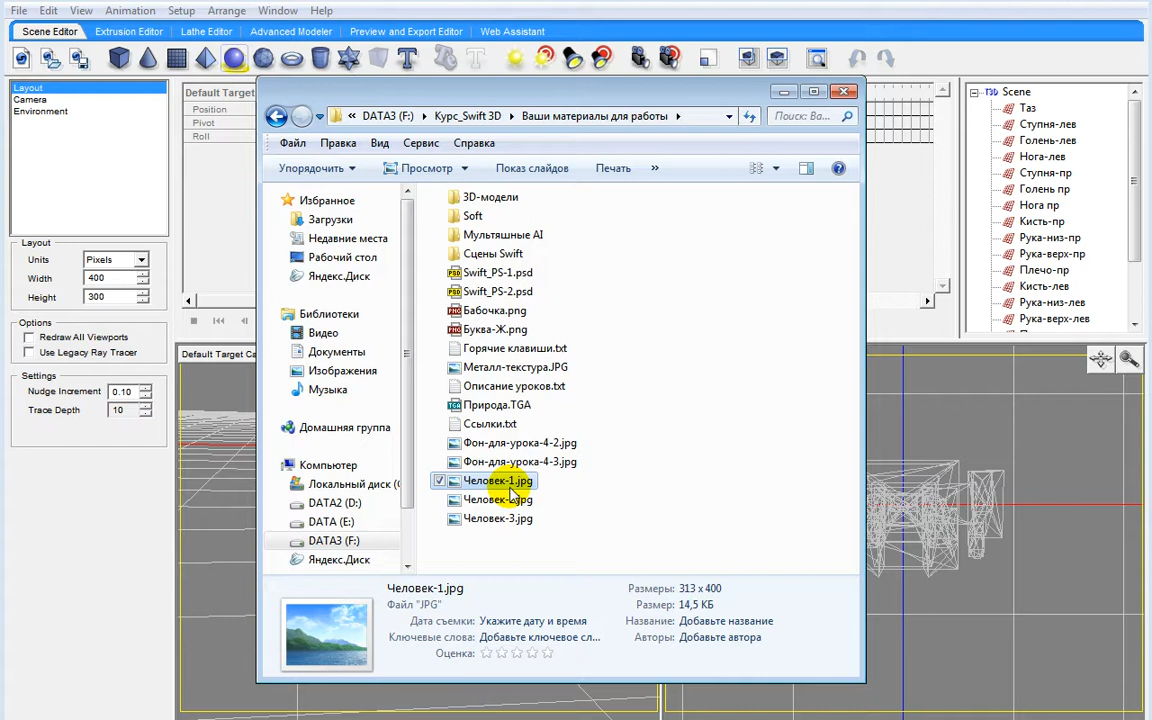 File Edit View Animation Setup Arrange Window Help
Scene Editor Extrusion Editor Lathe Editor Advanced Modeler Preview and Export Editor Web Assistant
Layout
Camera
Environment
Default Target
Position
Pivot
Roll
Layout
Units Pixels
Width 400
Height 300
Options
Redraw All Viewports
Use Legacy Ray Tracer
Settings
Nudge Increment 0.10
Trace Depth 10
Default Target Ca
« DATA3 (F:) Курс_Swift 3D Ваши материалы для работы
Поиск: Ва...
Файл Правка Вид Сервис Справка
Упорядочить Просмотр Показ слайдов Печать »
Избранное
Загрузки
Недавние места
Рабочий стол
Яндекс.Диск
Библиотеки
Видео
Документы
Изображения
Музыка
Домашняя группа
Компьютер
Локальный диск (
DATA2 (D:)
DATA (E:)
DATA3 (F:)
Яндекс.Диск
3D-модели
Soft
Мультяшные AI
Сцены Swift
Swift_PS-1.psd
Swift_PS-2.psd
Бабочка.png
Буква-Ж.png
Горячие клавиши.txt
Металл-текстура.JPG
Описание уроков.txt
Природа.TGA
Ссылки.txt
Фон-для-урока-4-2.jpg
Фон-для-урока-4-3.jpg
Человек-1.jpg
Человек-2.jpg
Человек-3.jpg
Человек-1.jpg
Файл "JPG"
Дата съемки: Укажите дату и время
Ключевые слова: Добавьте ключевое сл...
Оценка:
Размеры: 313 x 400
Размер: 14,5 КБ
Название: Добавьте название
Авторы: Добавьте автора
Scene
Таз
Ступня-лев
Голень-лев
Нога-лев
Ступня-пр
Голень пр
Нога пр
Кисть-пр
Рука-низ-пр
Рука-верх-пр
Плечо-пр
Кисть-лев
Рука-низ-лев
Рука-верх-лев